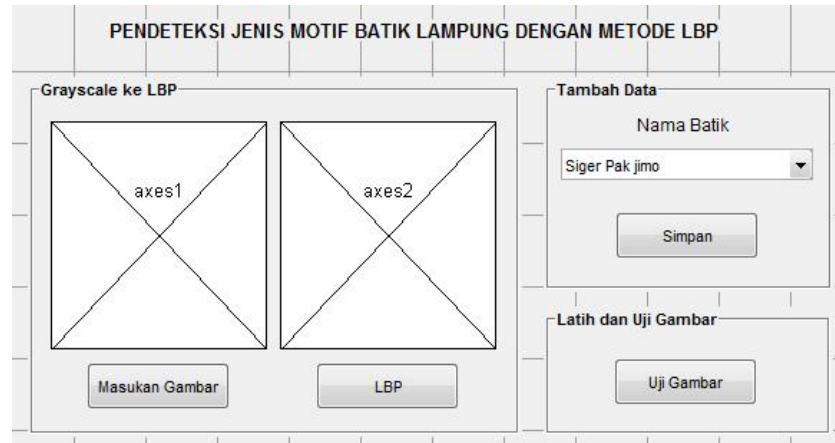 PENDETEKSI JENIS MOTIF BATIK LAMPUNG DENGAN METODE LBP
Grayscale ke LBP
axes1
axes2
Masukan Gambar
LBP
Tambah Data
Nama Batik
Siger Pak jimo
Simpan
Latih dan Uji Gambar
Uji Gambar